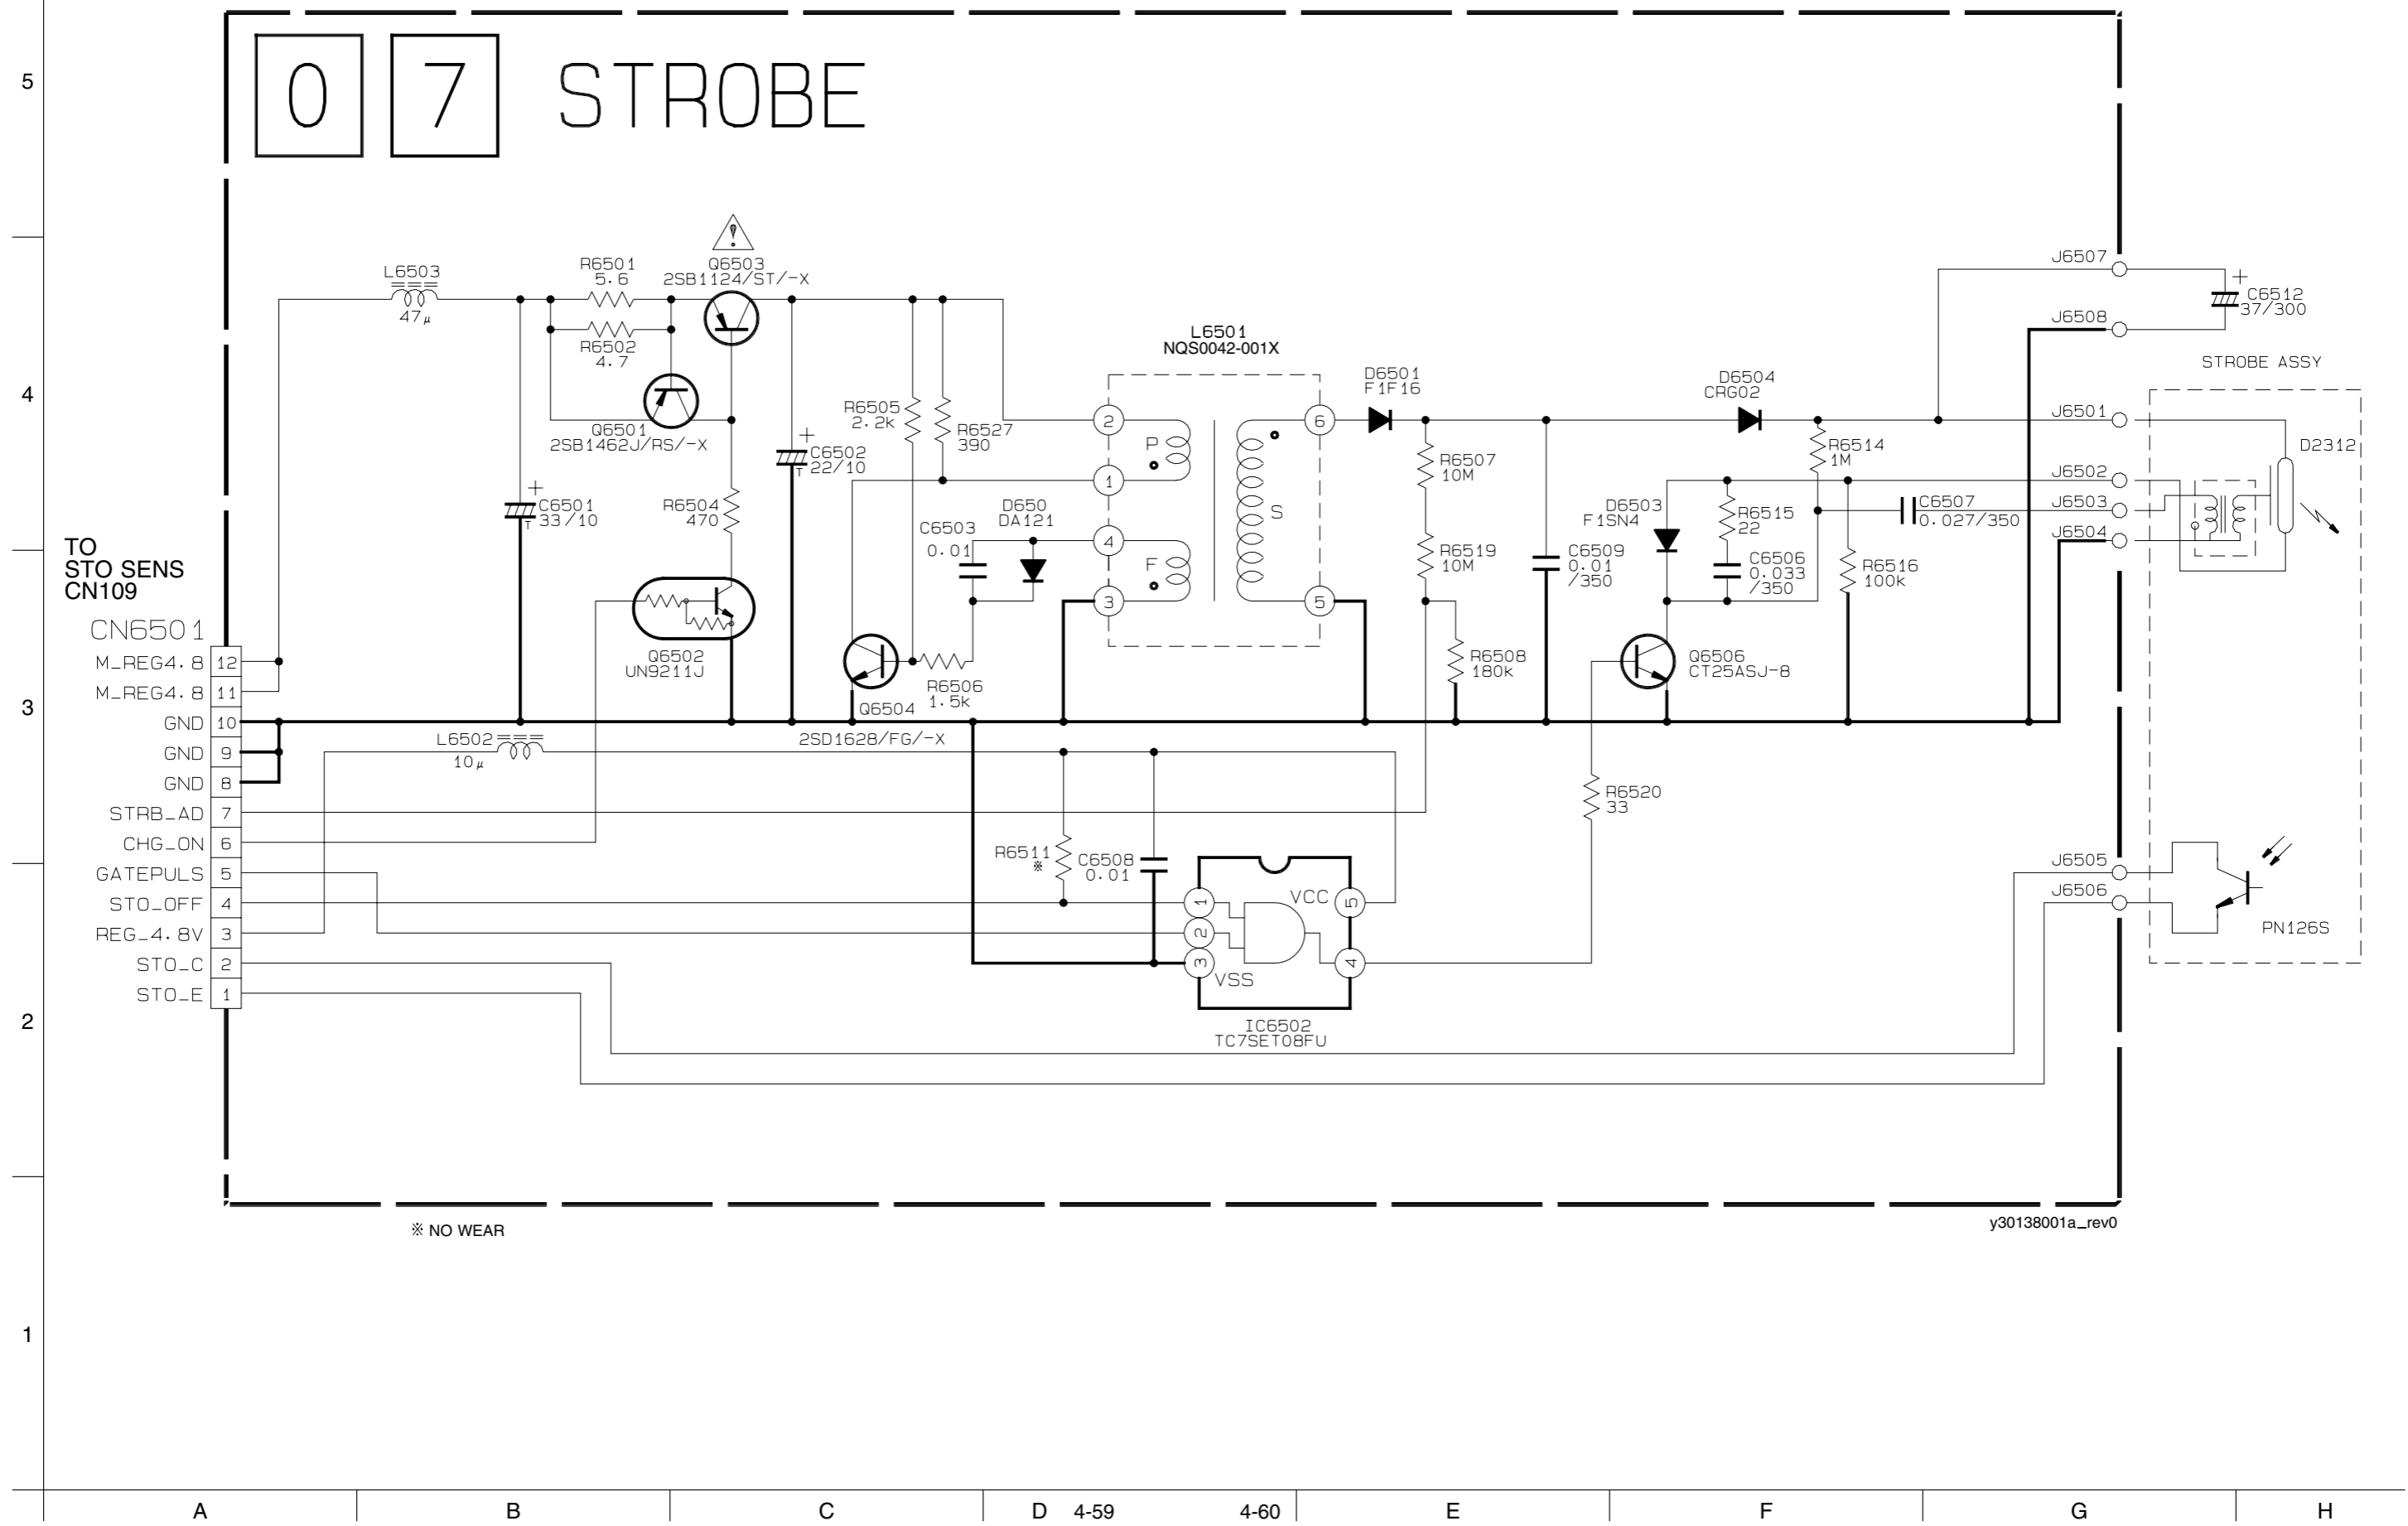 5
0 7 STROBE
L6503
47μ
R6501
5.6
R6502
4.7
!
Q6503
2SB1124/ST/-X
Q6501
2SB1462J/RS/-X
J6507
+
C6512
37/300
J6508
STROBE ASSY
4
L6501
NQS0042-001X
D6501
F1F16
D6504
CRG02
J6501
D2312
R6505
2.2k
R6527
390
+
C6502
22/10
T
2
P
1
6
S
R6507
10M
R6514
1M
J6502
+
C6501
33/10
T
R6504
470
C6503
0.01
D650
DA121
4
F
3
5
R6519
10M
C6509
0.01
/350
D6503
F1SN4
R6515
22
C6506
0.033
/350
R6516
100k
C6507
0.027/350
J6503
J6504
TO
STO SENS
CN109
CN6501
3
Q6502
UN9211J
R6506
1.5k
Q6504
2SD1628/FG/-X
R6508
180k
Q6506
CT25ASJ-8
M_REG4.8 12
M_REG4.8 11
GND 10
GND 9
GND 8
STRB_AD 7
CHG_ON 6
GATEPULS 5
STO_OFF 4
REG_4.8V 3
STO_C 2
STO_E 1
L6502
10μ
R6520
33
R6511
※
C6508
0.01
1
2
3
VSS
VCC
5
4
IC6502
TC7SET08FU
J6505
J6506
PN126S
2
※ NO WEAR
y30138001a_rev0
1
A B C D 4-59 4-60 E F G H